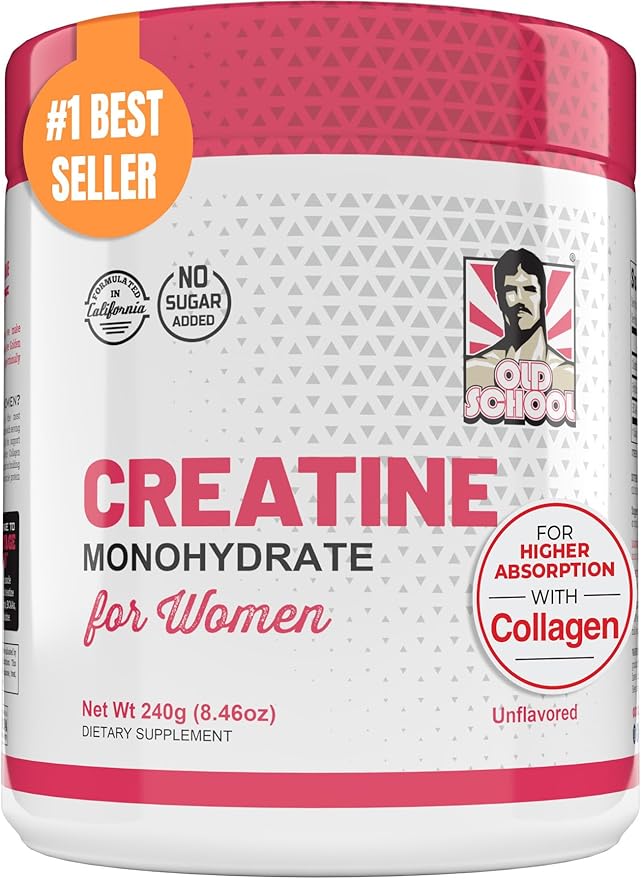 #1 BEST
SELLER
FORMULATED
IN
California
NO
SUGAR
ADDED
®
OLD
SCHOOL
CREATINE
MONOHYDRATE
for Women
FOR
HIGHER
ABSORPTION
WITH
Collagen
Net Wt 240g (8.46oz)
DIETARY SUPPLEMENT
Unflavored